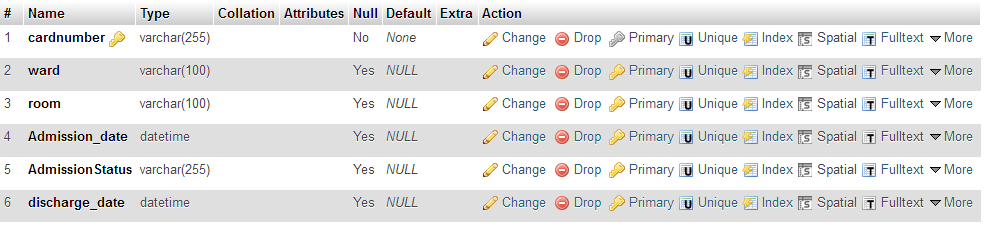 # Name Type Collation Attributes Null Default Extra Action
1 cardnumber varchar(255) No None Change Drop Primary Unique Index Spatial Fulltext More
2 ward varchar(100) Yes NULL Change Drop Primary Unique Index Spatial Fulltext More
3 room varchar(100) Yes NULL Change Drop Primary Unique Index Spatial Fulltext More
4 Admission_date datetime Yes NULL Change Drop Primary Unique Index Spatial Fulltext More
5 AdmissionStatus varchar(255) Yes NULL Change Drop Primary Unique Index Spatial Fulltext More
6 discharge_date datetime Yes NULL Change Drop Primary Unique Index Spatial Fulltext More